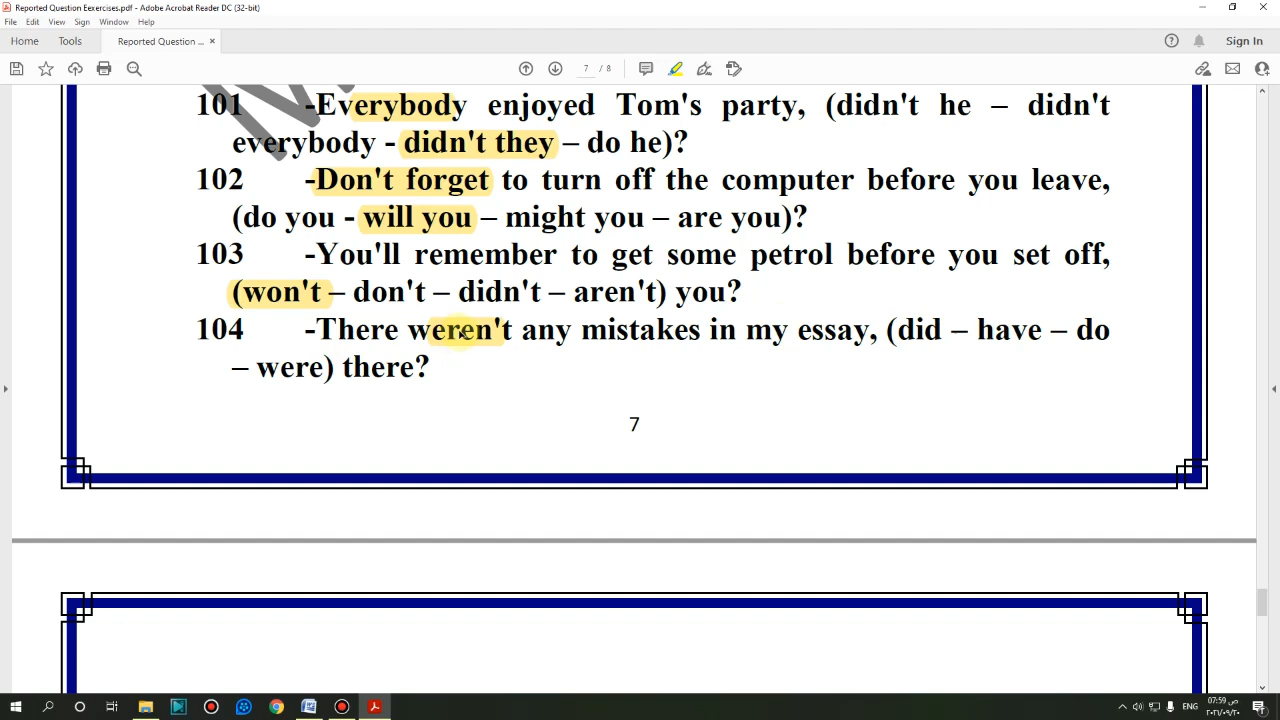 Reported Question Eexercises.pdf - Adobe Acrobat Reader DC (32-bit)
File Edit View Sign Window Help
Home Tools Reported Question ... × Sign In
7 / 8
101 -Everybody enjoyed Tom's party, (didn't he – didn't
everybody - didn't they – do he)?
102 -Don't forget to turn off the computer before you leave,
(do you - will you – might you – are you)?
103 -You'll remember to get some petrol before you set off,
(won't – don't – didn't – aren't) you?
104 -There weren't any mistakes in my essay, (did – have – do
– were) there?
7
ENG
07:59 ص